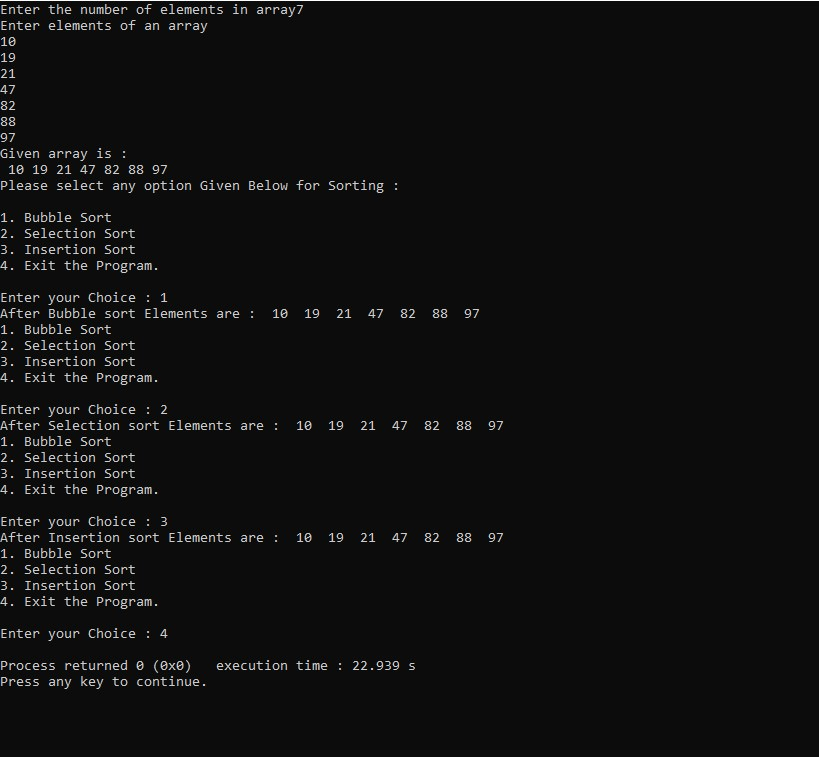 Enter the number of elements in array7
Enter elements of an array
10
19
21
47
82
88
97
Given array is :
 10 19 21 47 82 88 97
Please select any option Given Below for Sorting :

1. Bubble Sort
2. Selection Sort
3. Insertion Sort
4. Exit the Program.

Enter your Choice : 1
After Bubble sort Elements are :  10  19  21  47  82  88  97
1. Bubble Sort
2. Selection Sort
3. Insertion Sort
4. Exit the Program.

Enter your Choice : 2
After Selection sort Elements are :  10  19  21  47  82  88  97
1. Bubble Sort
2. Selection Sort
3. Insertion Sort
4. Exit the Program.

Enter your Choice : 3
After Insertion sort Elements are :  10  19  21  47  82  88  97
1. Bubble Sort
2. Selection Sort
3. Insertion Sort
4. Exit the Program.

Enter your Choice : 4

Process returned 0 (0x0)   execution time : 22.939 s
Press any key to continue.